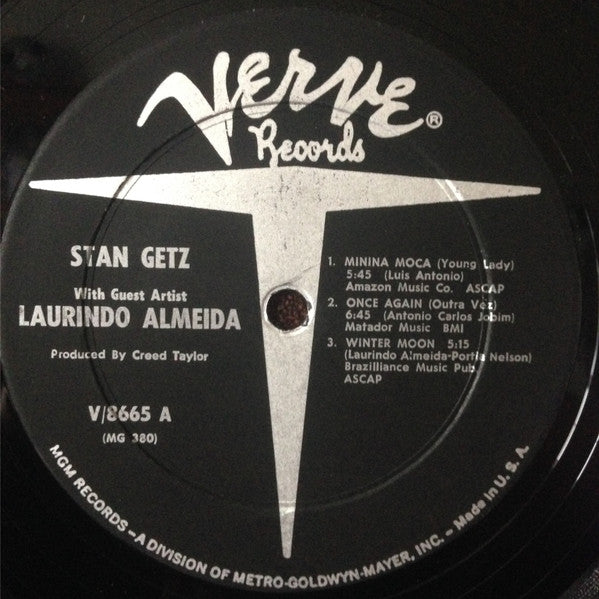 VERVE®
Records
STAN GETZ
With Guest Artist
LAURINDO ALMEIDA
Produced By Creed Taylor
V/8665 A
(MG 380)
1. MININA MOCA (Young Lady)
5:45 (Luis Antonio)
Amazon Music Co. ASCAP
2. ONCE AGAIN (Outra Vez)
6:45 (Antonio Carlos Jobim)
Matador Music BMI
3. WINTER MOON 5:15
(Laurindo Almeida-Portia Nelson)
Brazilliance Music Pub.
ASCAP
MGM RECORDS – A DIVISION OF METRO-GOLDWYN-MAYER, INC. – Made in U. S. A.